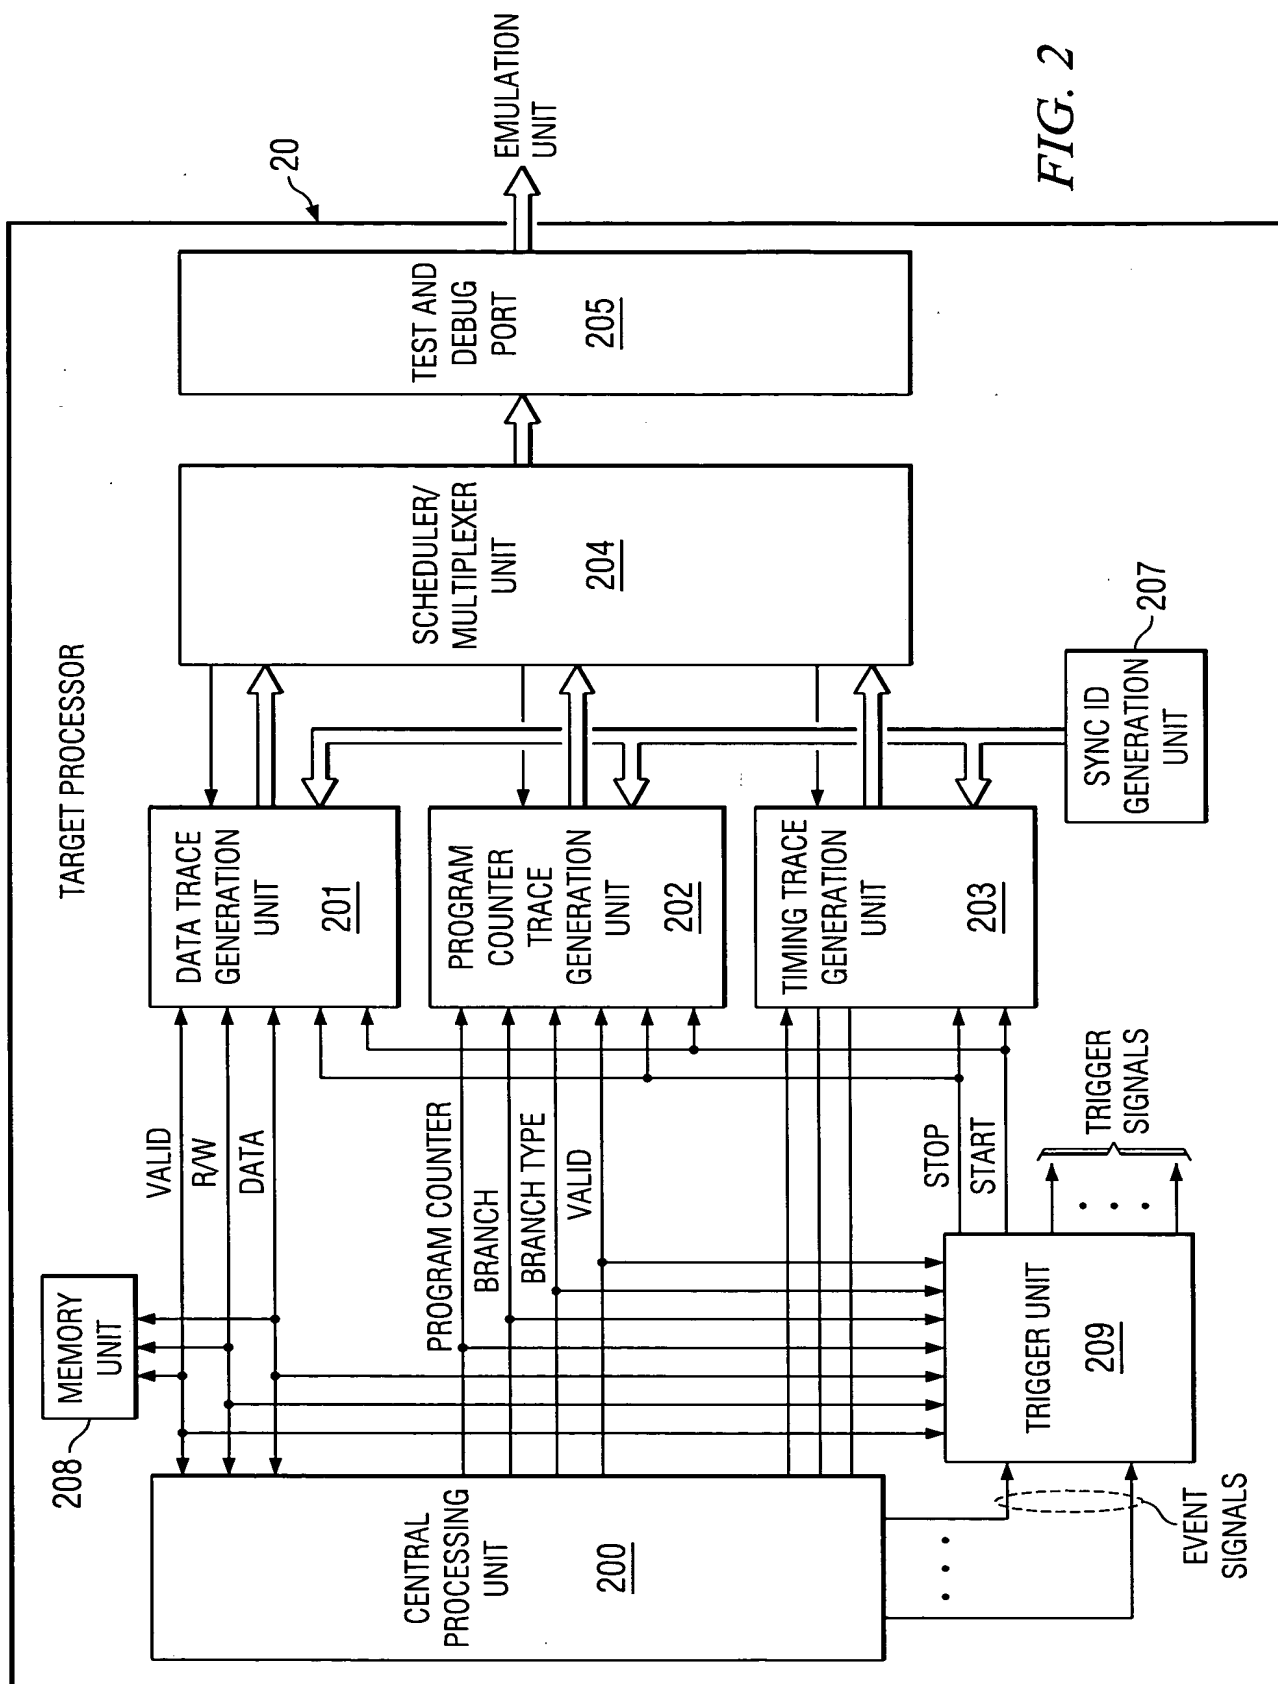 TARGET PROCESSOR
20
208
MEMORY
UNIT
CENTRAL
PROCESSING
UNIT
200
VALID
R/W
DATA
PROGRAM COUNTER
BRANCH
BRANCH TYPE
VALID
STOP
START
DATA TRACE
GENERATION
UNIT
201
PROGRAM
COUNTER
TRACE
GENERATION
UNIT
202
TIMING TRACE
GENERATION
UNIT
203
SCHEDULER/
MULTIPLEXER
UNIT
204
TEST AND
DEBUG
PORT
205
EMULATION
UNIT
EVENT
SIGNALS
TRIGGER UNIT
209
TRIGGER
SIGNALS
SYNC ID
GENERATION
UNIT
207
FIG. 2